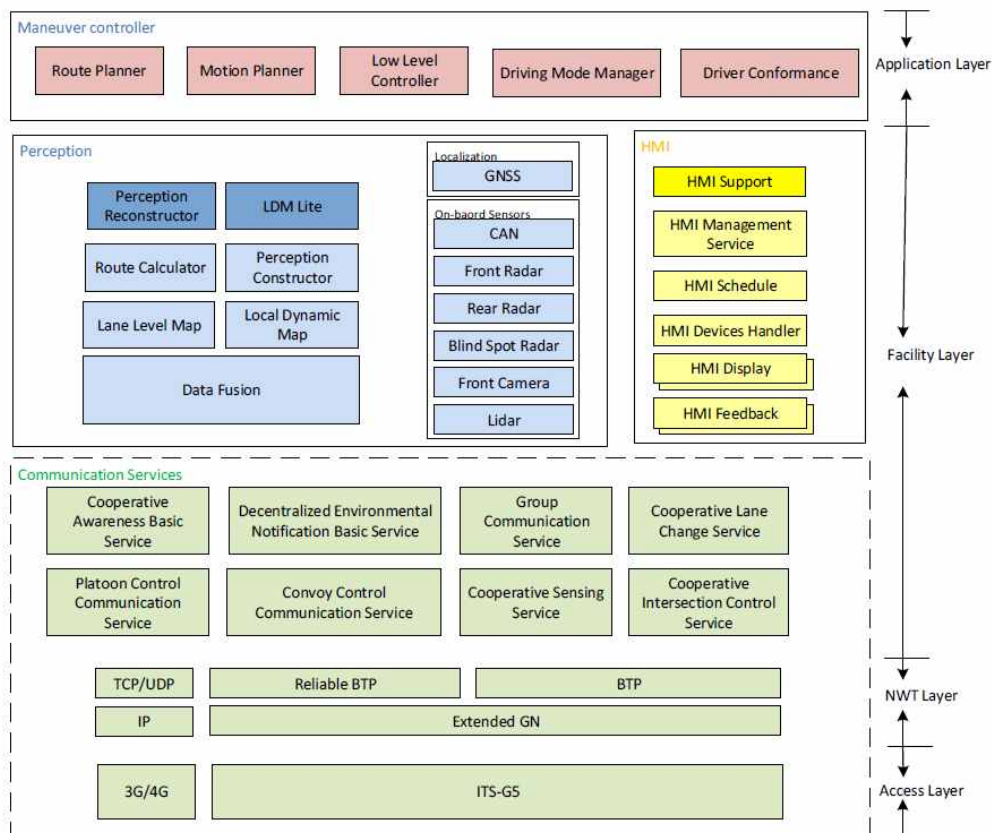 Maneuver controller
Route Planner
Motion Planner
Low Level
Controller
Driving Mode Manager
Driver Conformance
Application Layer
Perception
Perception
Reconstructor
LDM Lite
Route Calculator
Perception
Constructor
Lane Level Map
Local Dynamic
Map
Data Fusion
Localization
GNSS
On-baord Sensors
CAN
Front Radar
Rear Radar
Blind Spot Radar
Front Camera
Lidar
HMI
HMI Support
HMI Management
Service
HMI Schedule
HMI Devices Handler
HMI Display
HMI Feedback
Facility Layer
Communication Services
Cooperative
Awareness Basic
Service
Decentralized Environmental
Notification Basic Service
Group
Communication
Service
Cooperative Lane
Change Service
Platoon Control
Communication
Service
Convoy Control
Communication Service
Cooperative Sensing
Service
Cooperative
Intersection Control
Service
TCP/UDP
Reliable BTP
BTP
IP
Extended GN
NWT Layer
3G/4G
ITS-G5
Access Layer